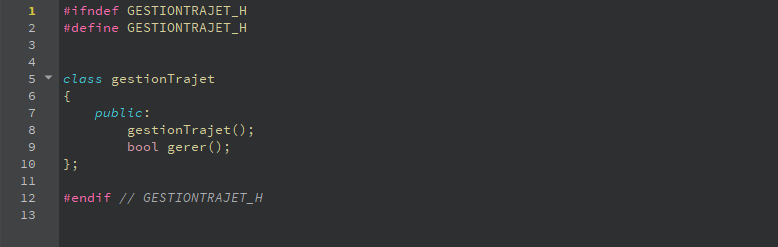 1 #ifndef GESTIONTRAJET_H
2 #define GESTIONTRAJET_H
3
4
5 class gestionTrajet
6 {
7 public:
8 gestionTrajet();
9 bool gerer();
10 };
11
12 #endif // GESTIONTRAJET_H
13